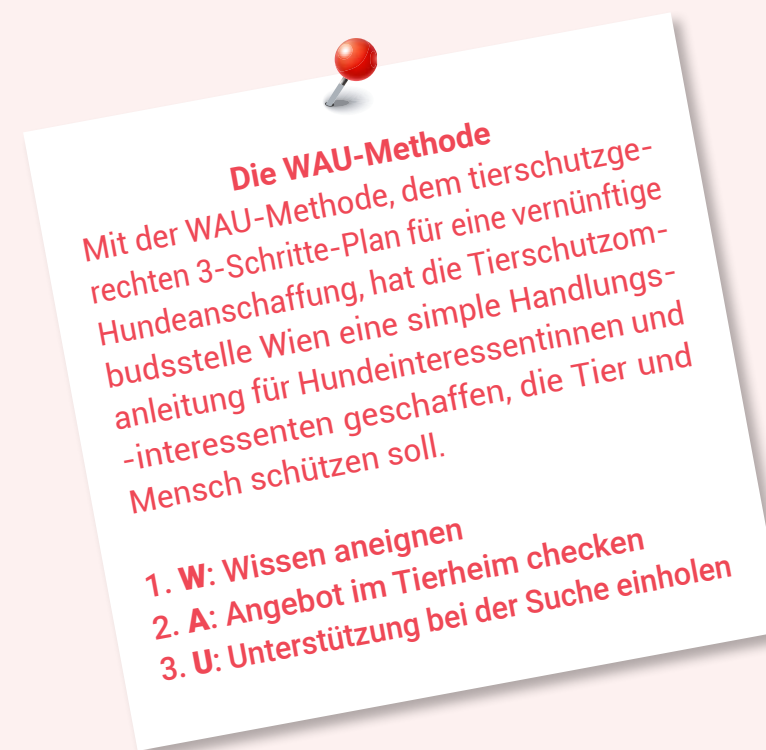 Die WAU-Methode
Mit der WAU-Methode, dem tierschutzge-
rechten 3-Schritte-Plan für eine vernünftige
Hundeanschaffung, hat die Tierschutzom-
budsstelle Wien eine simple Handlungs-
anleitung für Hundeinteressentinnen und
-interessenten geschaffen, die Tier und
Mensch schützen soll.
1. W: Wissen aneignen
2. A: Angebot im Tierheim checken
3. U: Unterstützung bei der Suche einholen